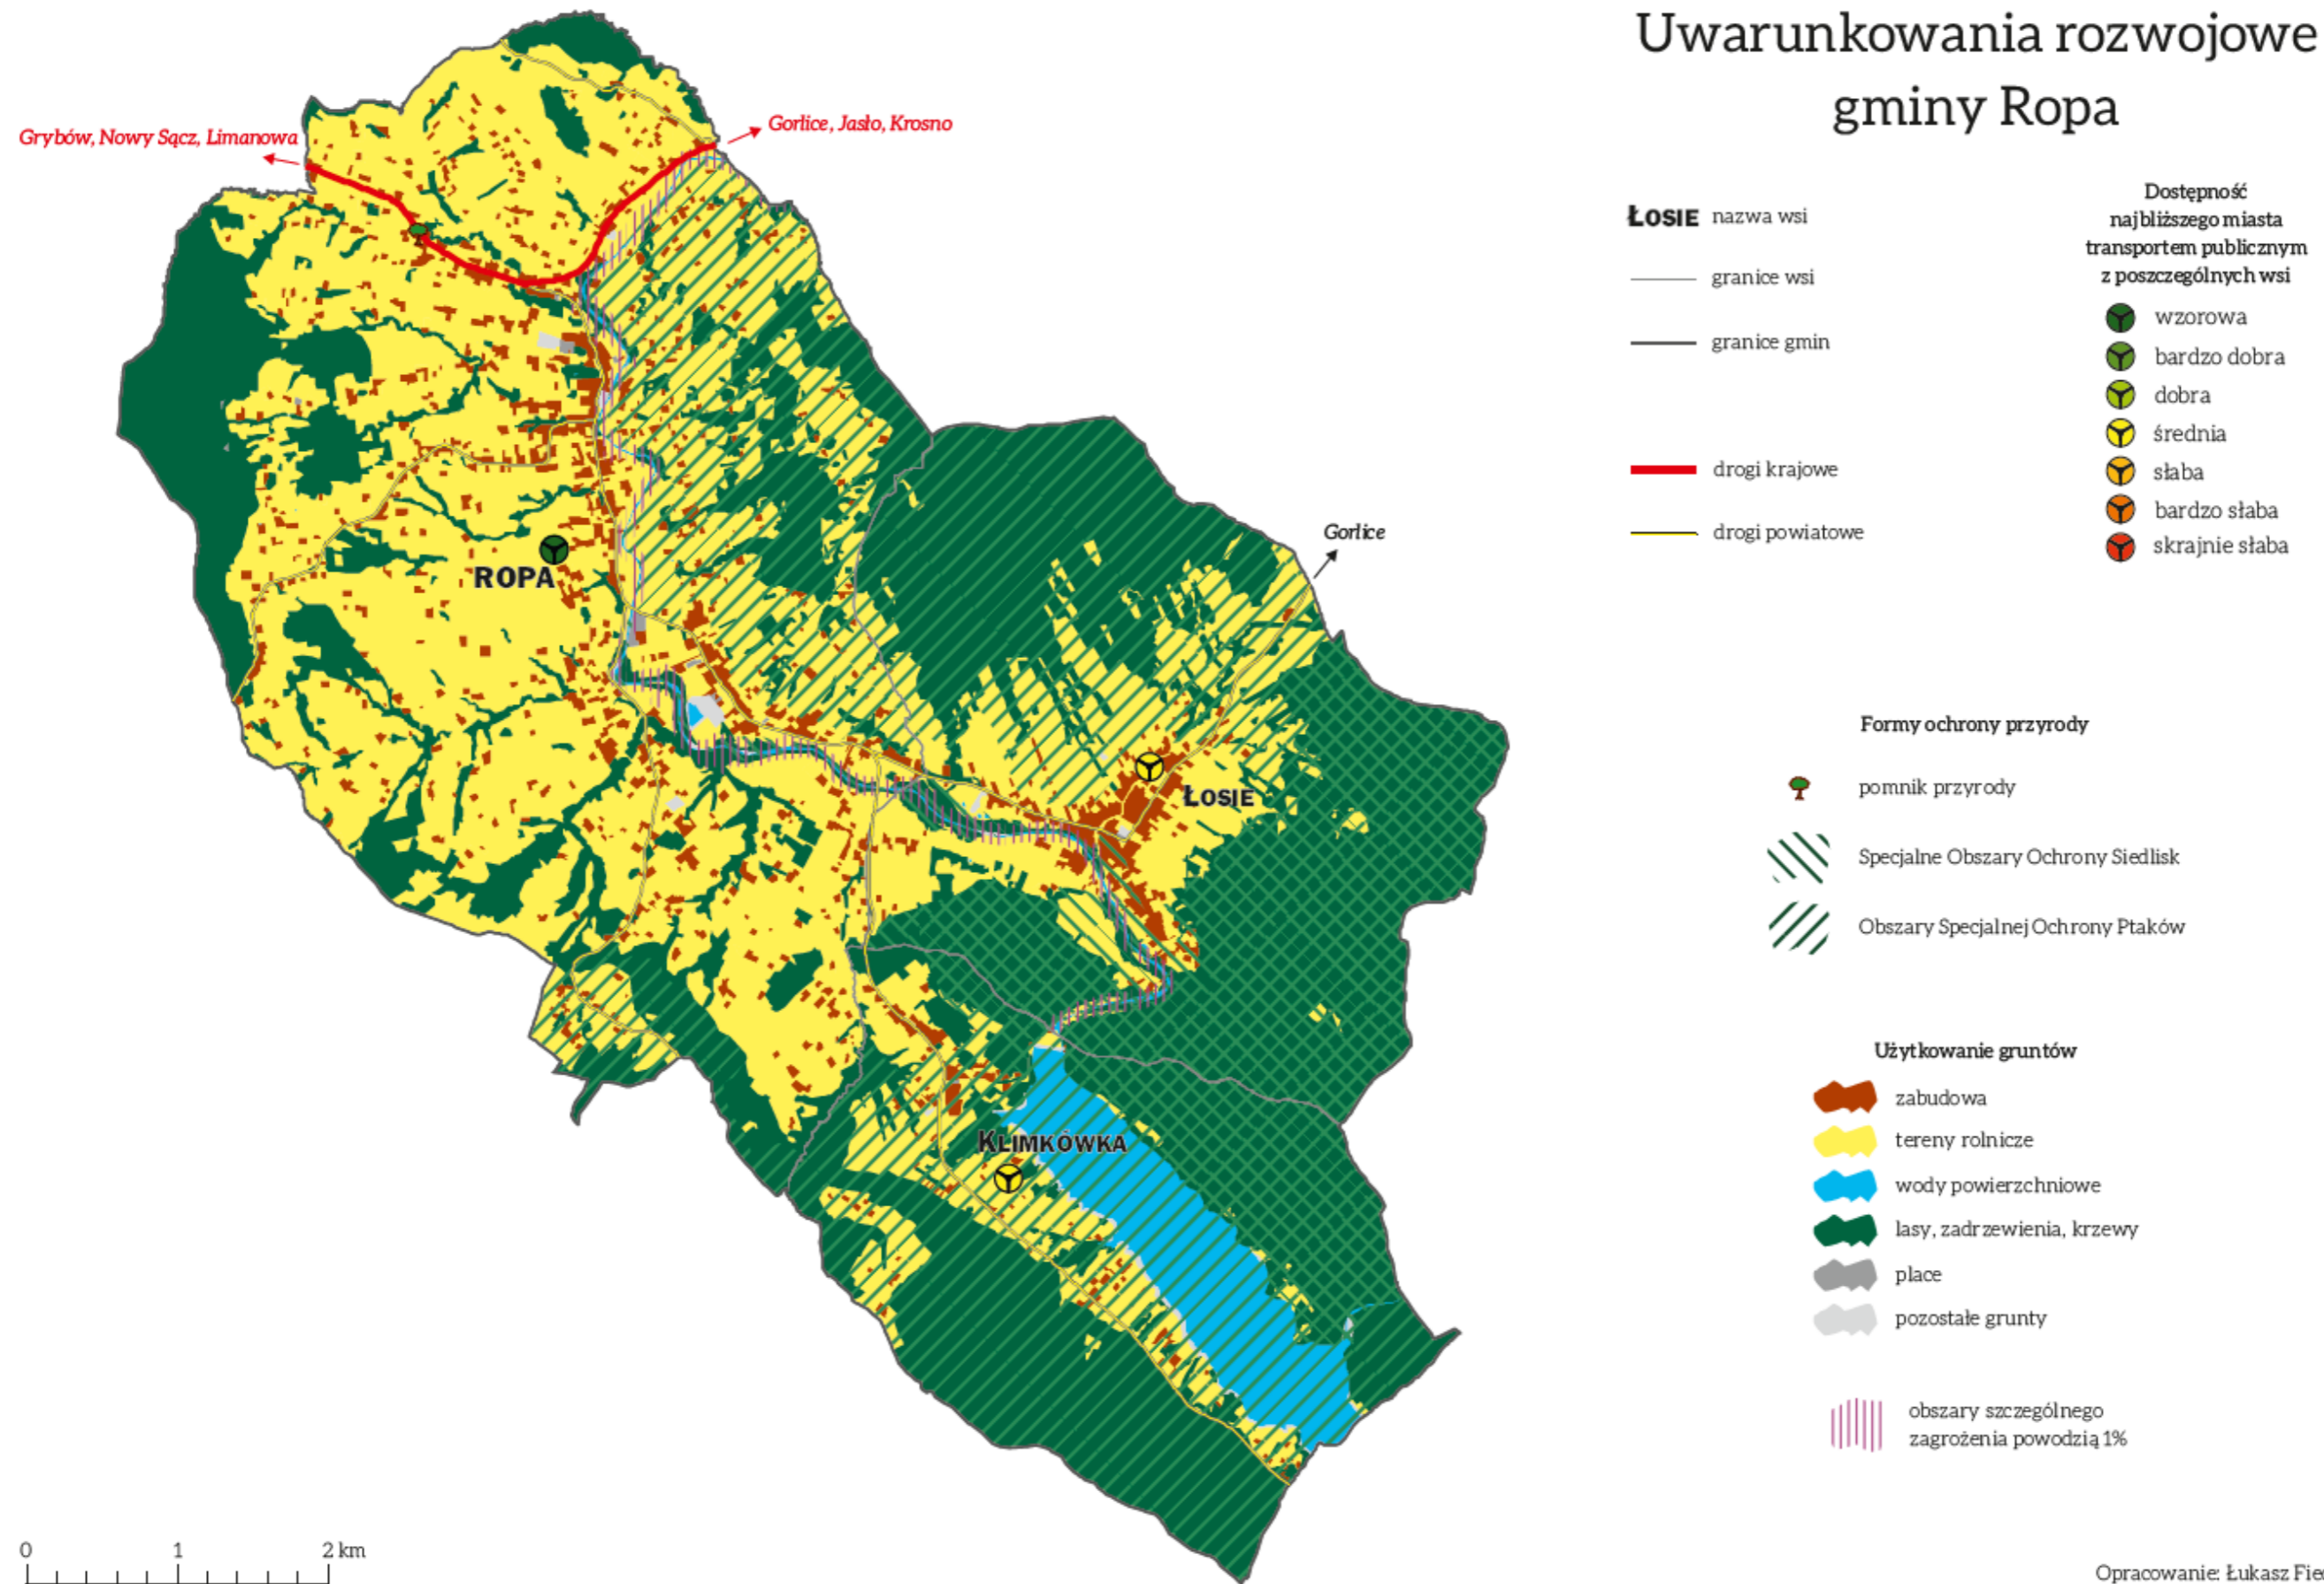 Uwarunkowania rozwojowe
gminy Ropa
Grybów, Nowy Sącz, Limanowa
Gorlice, Jasło, Krosno
Gorlice
ROPA
ŁOSIE
KLIMKÓWKA
ŁOSIE nazwa wsi
granice wsi
granice gmin
drogi krajowe
drogi powiatowe
Dostępność
najbliższego miasta
transportem publicznym
z poszczególnych wsi
wzorowa
bardzo dobra
dobra
średnia
słaba
bardzo słaba
skrajnie słaba
Formy ochrony przyrody
pomnik przyrody
Specjalne Obszary Ochrony Siedlisk
Obszary Specjalnej Ochrony Ptaków
Użytkowanie gruntów
zabudowa
tereny rolnicze
wody powierzchniowe
lasy, zadrzewienia, krzewy
place
pozostałe grunty
obszary szczególnego
zagrożenia powodzią 1%
0 1 2 km
Opracowanie: Łukasz